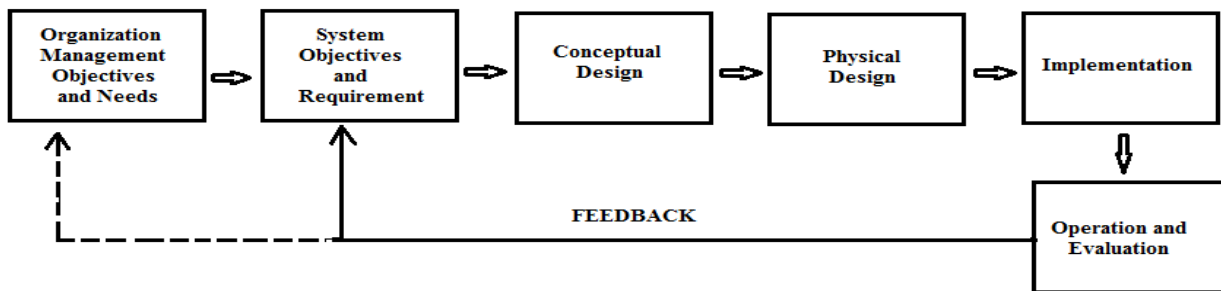 Organization
Management
Objectives
and Needs
System
Objectives
and
Requirement
Conceptual
Design
Physical
Design
Implementation
FEEDBACK
Operation and
Evaluation